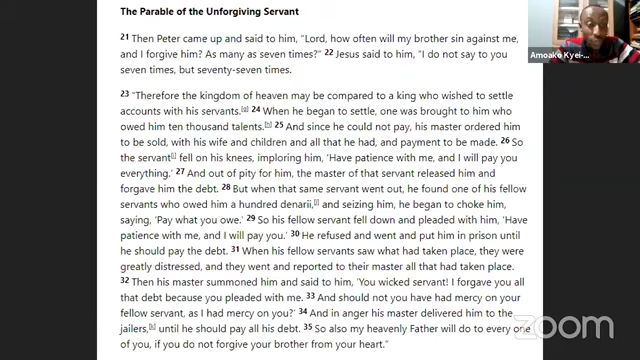 The Parable of the Unforgiving Servant
21 Then Peter came up and said to him, “Lord, how often will my brother sin against me,
and I forgive him? As many as seven times?” 22 Jesus said to him, “I do not say to you
seven times, but seventy-seven times.
23 “Therefore the kingdom of heaven may be compared to a king who wished to settle
accounts with his servants.[g] 24 When he began to settle, one was brought to him who
owed him ten thousand talents.[h] 25 And since he could not pay, his master ordered him
to be sold, with his wife and children and all that he had, and payment to be made. 26 So
the servant[i] fell on his knees, imploring him, ‘Have patience with me, and I will pay you
everything.’ 27 And out of pity for him, the master of that servant released him and
forgave him the debt. 28 But when that same servant went out, he found one of his fellow
servants who owed him a hundred denarii,[j] and seizing him, he began to choke him,
saying, ‘Pay what you owe.’ 29 So his fellow servant fell down and pleaded with him, ‘Have
patience with me, and I will pay you.’ 30 He refused and went and put him in prison until
he should pay the debt. 31 When his fellow servants saw what had taken place, they were
greatly distressed, and they went and reported to their master all that had taken place.
32 Then his master summoned him and said to him, ‘You wicked servant! I forgave you all
that debt because you pleaded with me. 33 And should not you have had mercy on your
fellow servant, as I had mercy on you?’ 34 And in anger his master delivered him to the
jailers,[k] until he should pay all his debt. 35 So also my heavenly Father will do to every one
of you, if you do not forgive your brother from your heart.”
Amoako Kyei-...
zoom